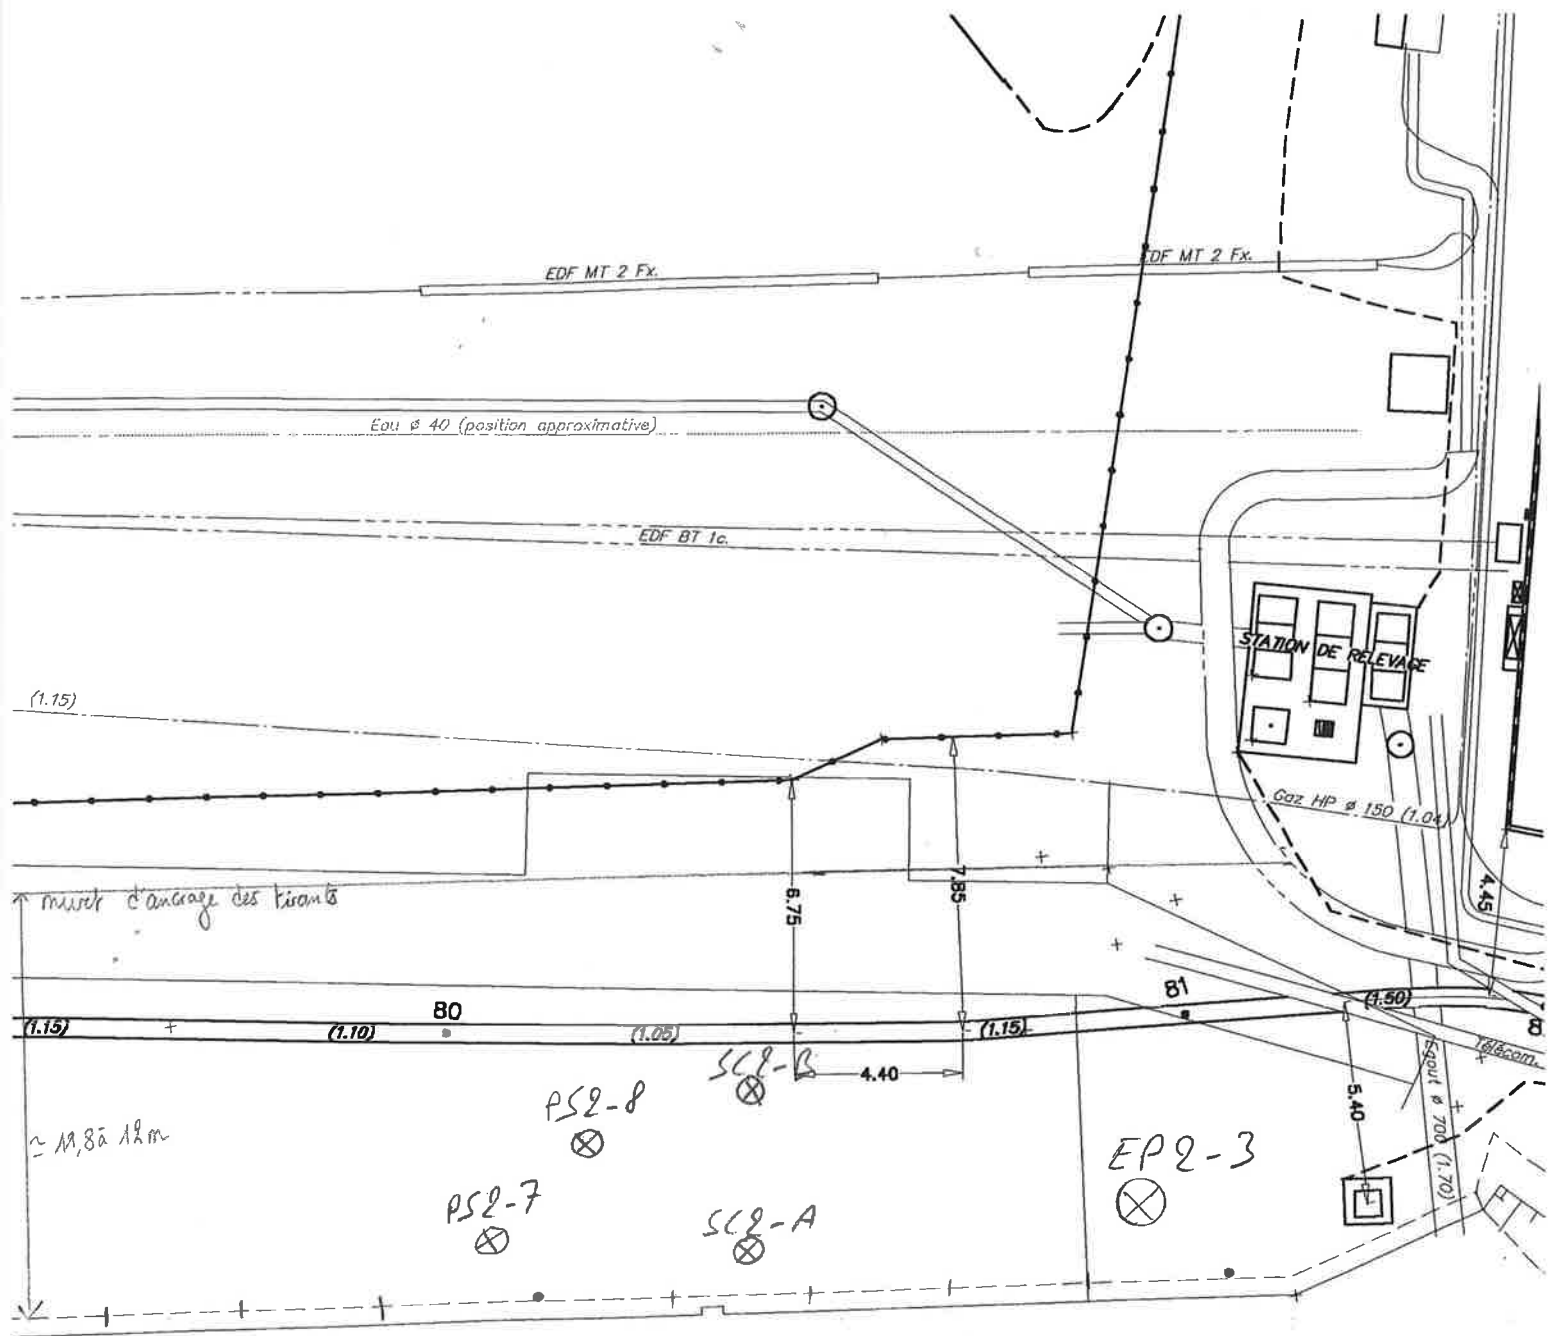 EDF MT 2 Fx.
EDF MT 2 Fx.
Eau ø 40 (position approximative)
EDF BT 1c.
STATION DE RELEVAGE
(1.15)
Gaz HP ø 150 (1.04)
muret d'ancrage des tirants
6.75
7.85
4.45
80
81
(1.50)
(1.15)
(1.10)
(1.05)
(1.15)
8
Télécom.
SC2-B
4.40
PS2-8
5.40
Egout ø 700 (1.70)
≃ 11,8 à 12m
EP2-3
PS2-7
SC2-A